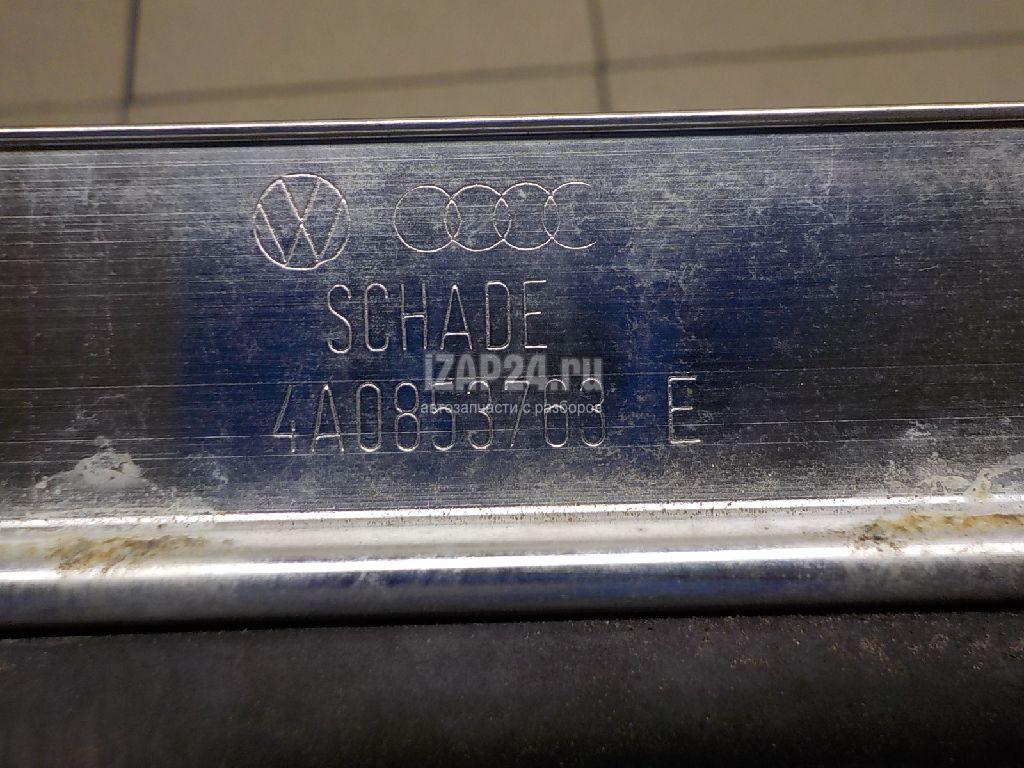 SCHADE
iZAP24.ru
4A0853763 E
автозапчасти с разборов